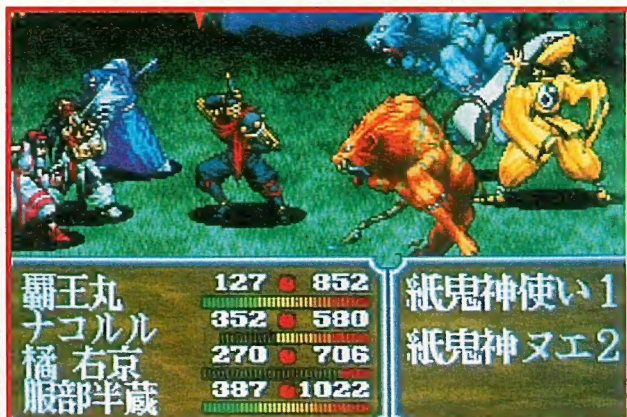 覇王丸 127 852
ナコルル 352 580
橘 右京 270 706
服部半蔵 387 1022
紙鬼神使い 1
紙鬼神ヌエ 2